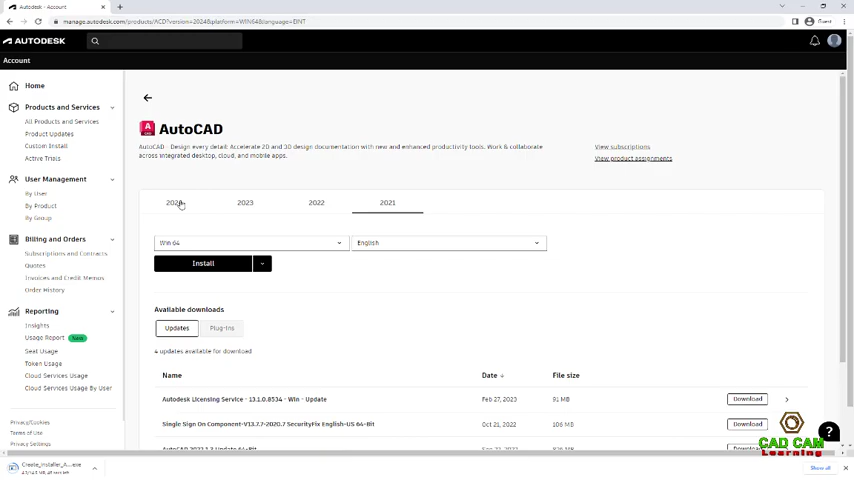 Autodesk - Account
manage.autodesk.com/products/ACD?version=2024&platform=WIN64&language=ENT
Guest
AUTODESK
Account
Home
Products and Services
All Products and Services
Product Updates
Custom Install
Active Trials
User Management
By User
By Product
By Group
Billing and Orders
Subscriptions and Contracts
Quotes
Invoices and Credit Memos
Order History
Reporting
Insights
Usage Report New
Seat Usage
Token Usage
Cloud Services Usage
Cloud Services Usage By User
Privacy/Cookies
Terms of Use
Privacy Settings
AutoCAD
AutoCAD - Design every detail: Accelerate 2D and 3D design documentation with new and enhanced productivity tools. Work & collaborate
across integrated desktop, cloud, and mobile apps.
View subscriptions
View product assignments
2023
2022
2021
Win 64
English
Install
Available downloads
Updates
Plug-ins
4 updates available for download
Name
Date
File size
Autodesk Licensing Service - 13.1.0.8534 - Win - Update
Feb 27, 2023
91 MB
Download
Single Sign On Component-V13.7.7-2020.7 SecurityFix English-US 64-Bit
Oct 21, 2022
106 MB
Download
CAD CAM
Learning
?
Create_Installer_A....exe
Show all